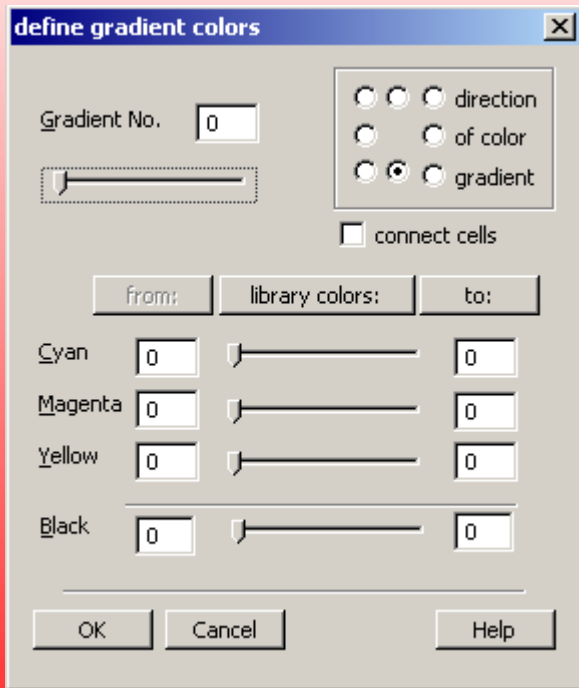 define gradient colors
Gradient No. 0
direction
of color
gradient
connect cells
from: library colors: to:
Cyan 0 0
Magenta 0 0
Yellow 0 0
Black 0 0
OK Cancel Help